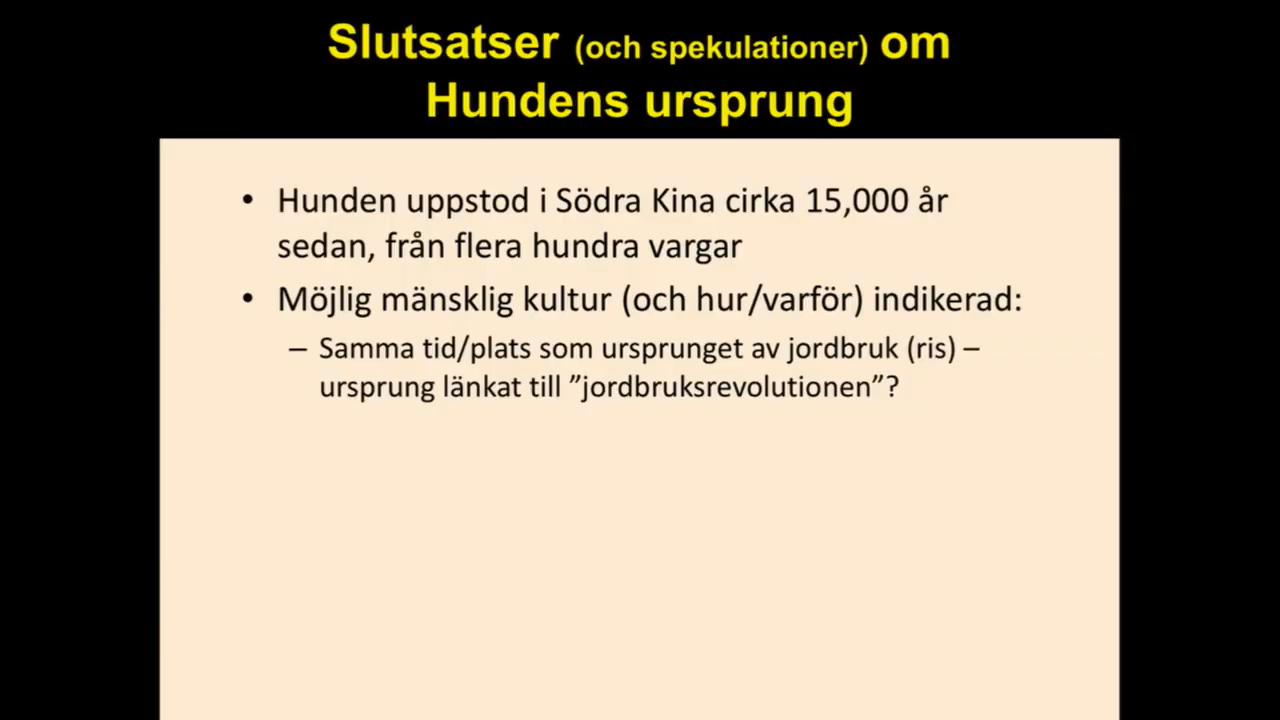 Slutsatser (och spekulationer) om
Hundens ursprung
• Hunden uppstod i Södra Kina cirka 15,000 år
sedan, från flera hundra vargar
• Möjlig mänsklig kultur (och hur/varför) indikerad:
– Samma tid/plats som ursprunget av jordbruk (ris) –
ursprung länkat till ”jordbruksrevolutionen”?